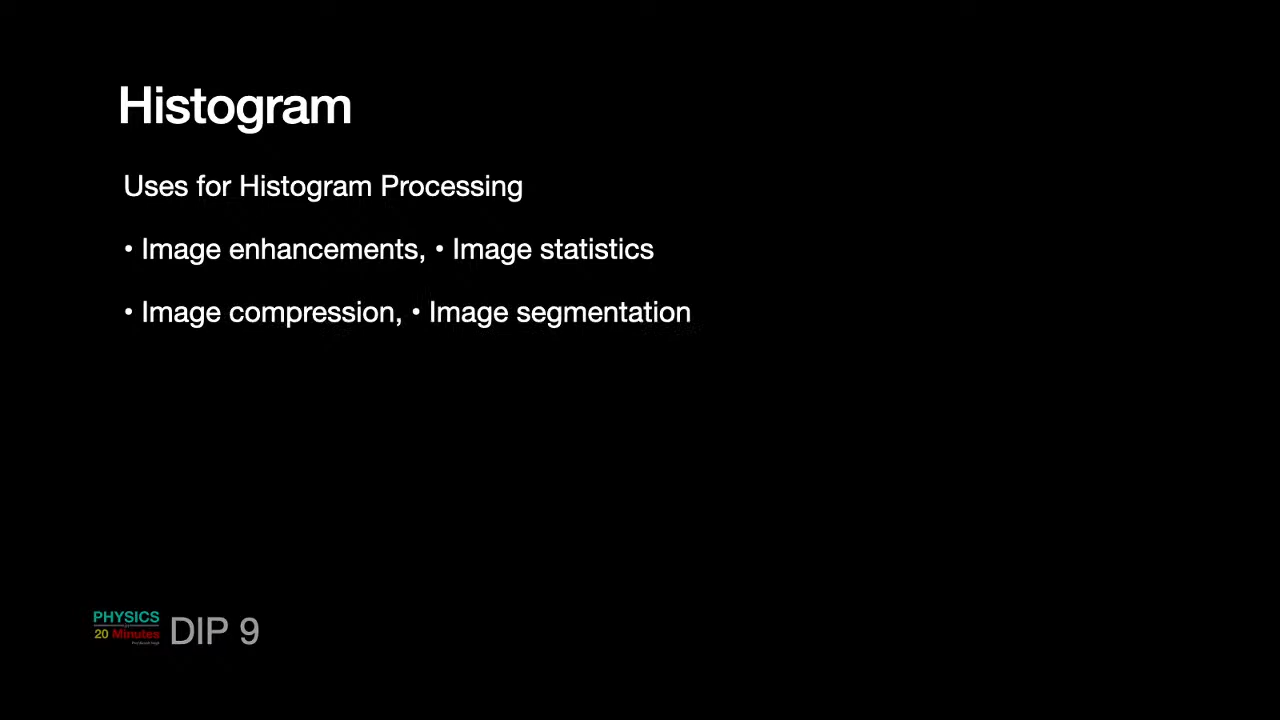 Histogram
Uses for Histogram Processing
• Image enhancements, • Image statistics
• Image compression, • Image segmentation
PHYSICS
20 Minutes
DIP 9